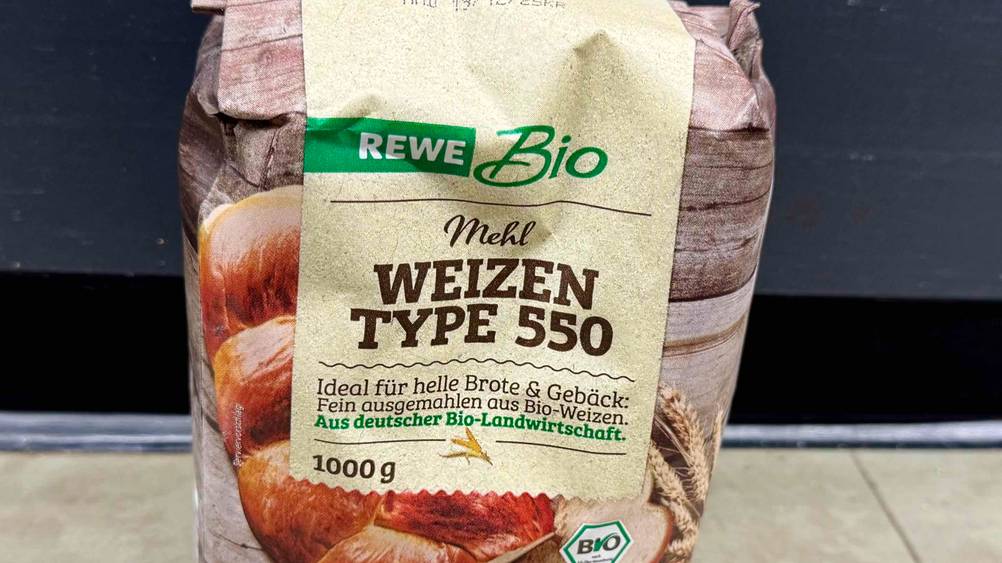 REWE Bio
Mehl
WEIZEN
TYPE 550
Ideal für helle Brote & Gebäck:
Fein ausgemahlen aus Bio-Weizen.
Aus deutscher Bio-Landwirtschaft.
1000 g
Serviervorschlag
BIO